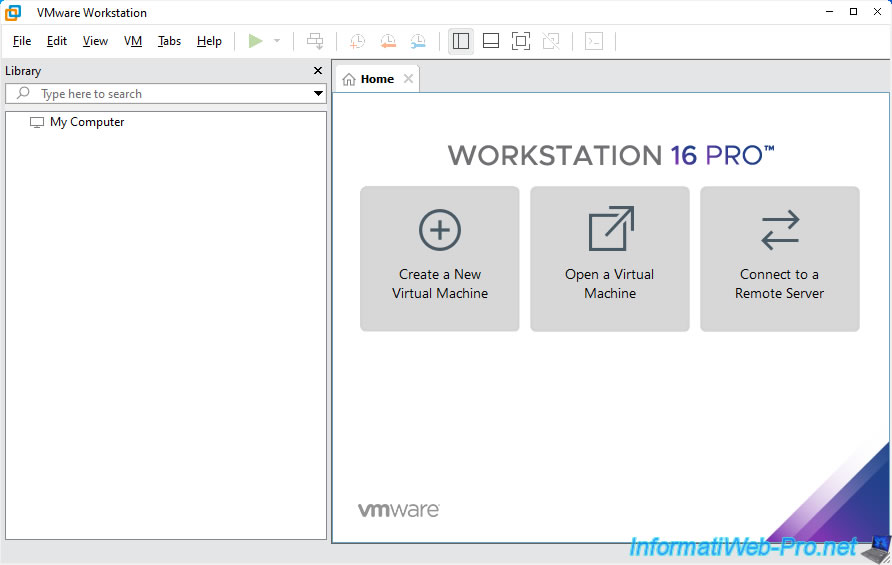 VMware Workstation
File Edit View VM Tabs Help
Library
Type here to search
My Computer
Home
WORKSTATION 16 PRO™
Create a New
Virtual Machine
Open a Virtual
Machine
Connect to a
Remote Server
vmware
InformatiWeb-Pro.net